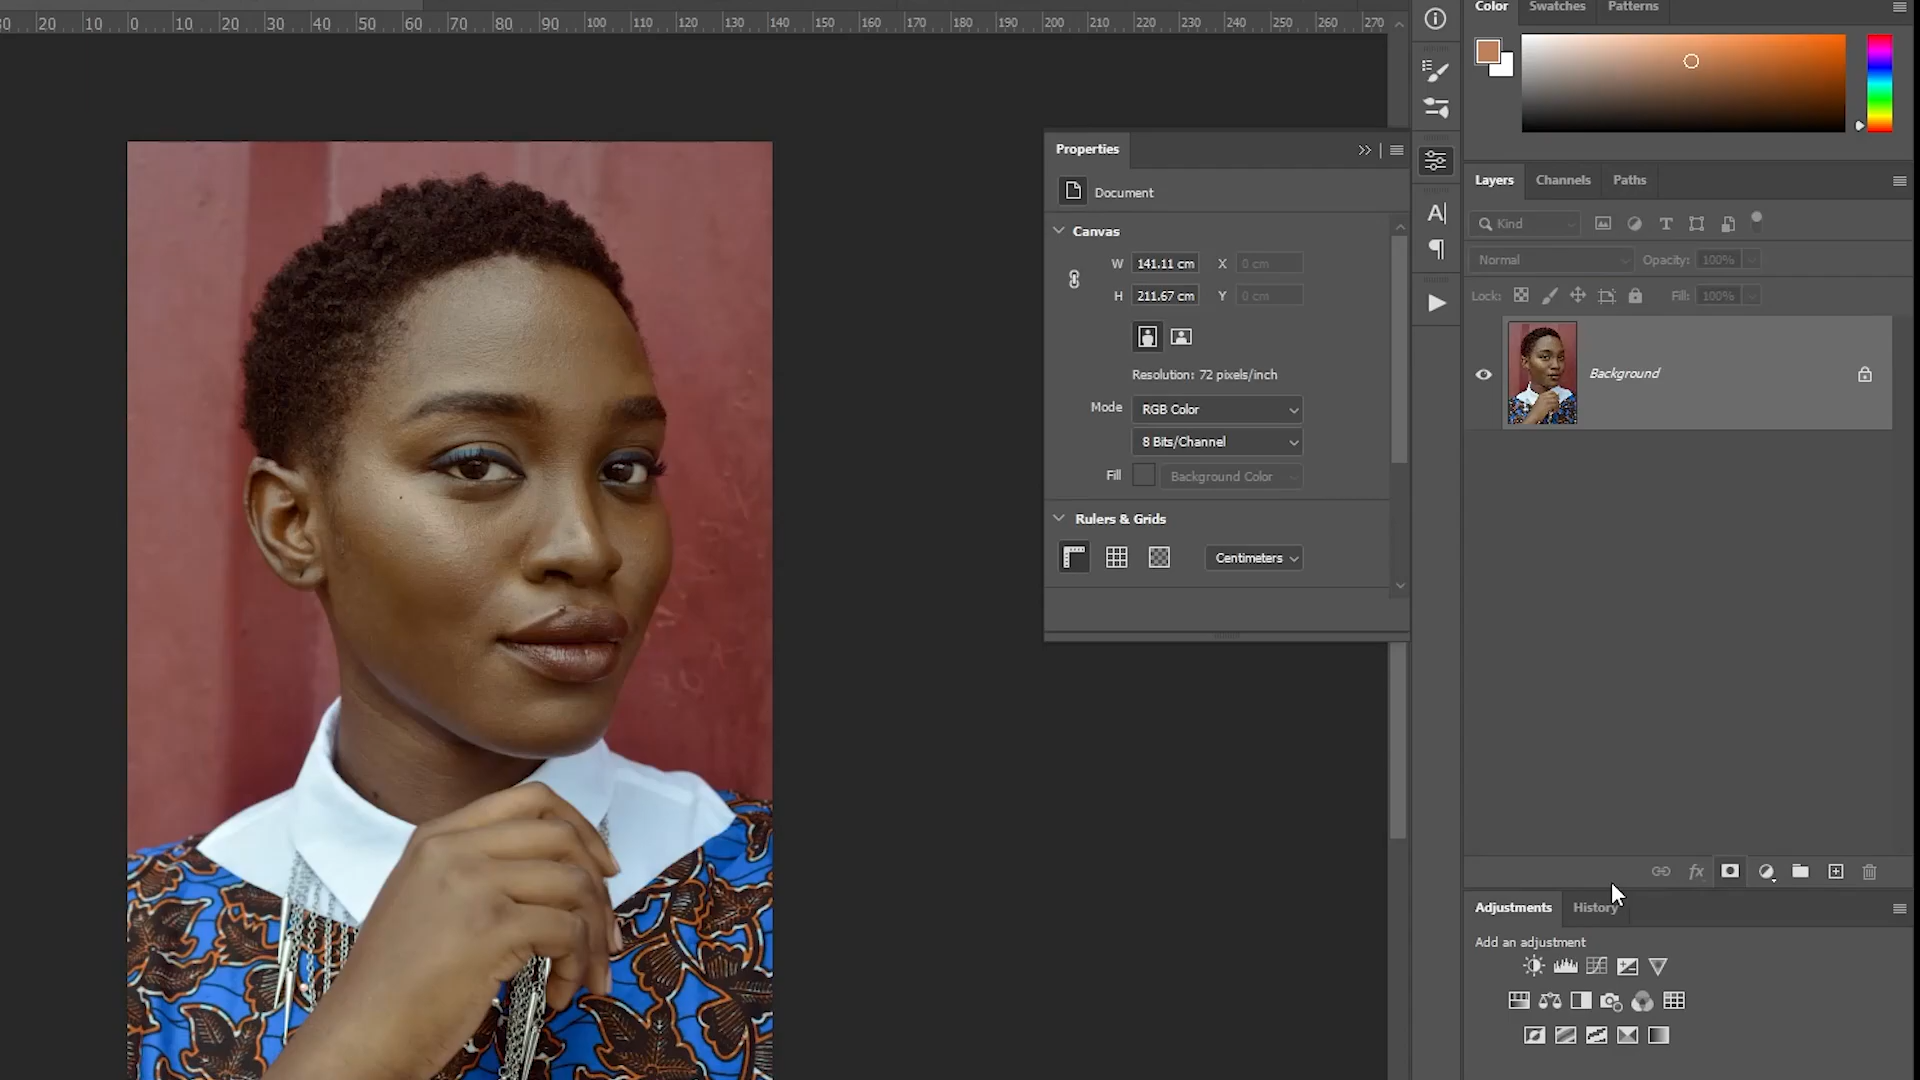 20 10 0 10 20 30 40 50 60 70 80 90 100 110 120 130 140 150 160 170 180 190 200 210 220 230 240 250 260 270
Color Swatches Patterns
Properties
Document
Canvas
W 141.11 cm X 0 cm
H 211.67 cm Y 0 cm
Resolution: 72 pixels/inch
Mode RGB Color
8 Bits/Channel
Fill Background Color
Rulers & Grids
Centimeters
A
Layers Channels Paths
Kind
Normal Opacity: 100%
Lock: Fill: 100%
Background
fx
Adjustments History
Add an adjustment